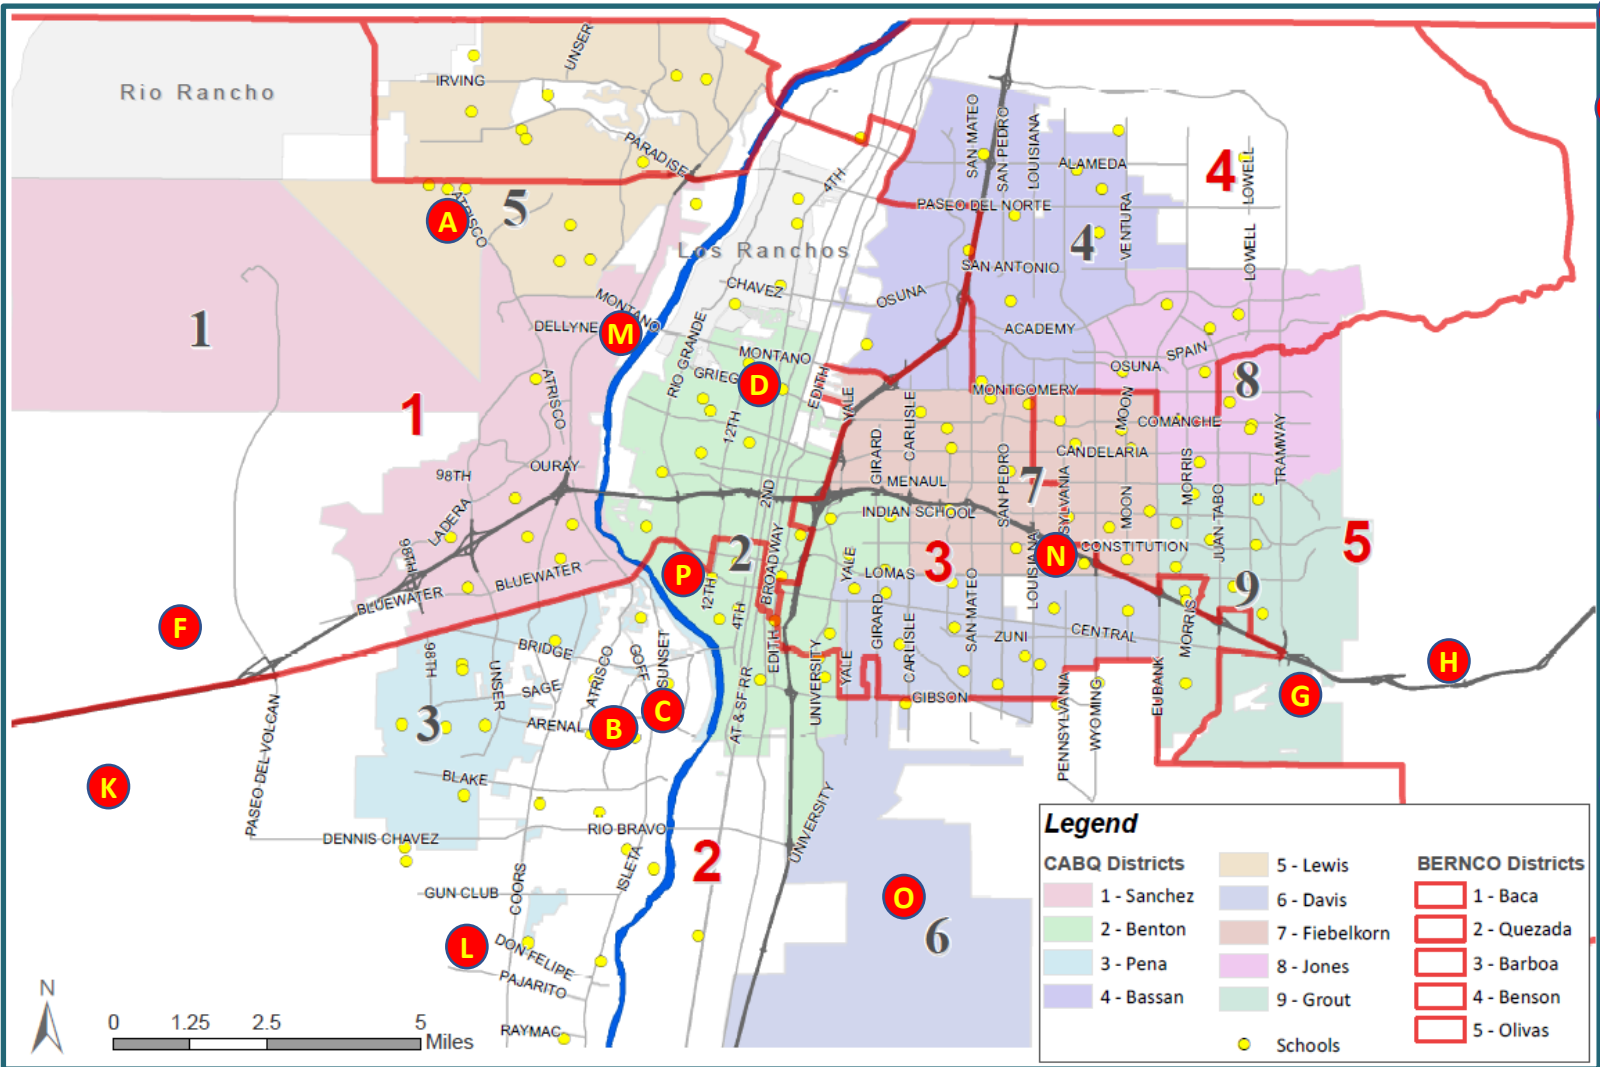 UNSER
IRVING
Rio Rancho
PARADISE
ATRISCO
5
A
4TH
Los Ranchos
SAN MATEO
SAN PEDRO
LOUISIANA
ALAMEDA
4
LOWELL
PASEO DEL NORTE
VENTURA
4
LOWELL
SAN ANTONIO
CHAVEZ
OSUNA
1
MONTANO
DELLYNE
M
RIO GRANDE
ACADEMY
MONTANO
SPAIN
OSUNA
GRIEG
D
EDITH
YALE
MONTGOMERY
8
1
ATRISCO
12TH
GIRARD
CARLISLE
MOON
COMANCHE
CANDELARIA
TRAMWAY
98TH
OURAY
2ND
MENAUL
SAN PEDRO
7
SYLVANIA
MOON
MORRIS
JUAN TABO
LADERA
INDIAN SCHOOL
98TH
2
BROADWAY
YALE
3
LOUISIANA
N
CONSTITUTION
5
BLUEWATER
BLUEWATER
P
12TH
LOMAS
9
4TH
GIRARD
CARLISLE
SAN MATEO
ZUNI
CENTRAL
MORRIS
F
98TH
BRIDGE
ATRISCO
GOFF
SUNSET
EDITH
UNIVERSITY
YALE
H
UNSER
SAGE
ARENAL
3
B
C
AT & SF RR
GIBSON
PENNSYLVANIA
WYOMING
EUBANK
G
PASEO DEL VOLCAN
K
BLAKE
DENNIS CHAVEZ
RIO BRAVO
UNIVERSITY
2
COORS
ISLETA
GUN CLUB
O
6
L
DON FELIPE
PAJARITO
RAYMAC
N
0 1.25 2.5 5
Miles
Legend
CABQ Districts
1 - Sanchez
2 - Benton
3 - Pena
4 - Bassan
5 - Lewis
6 - Davis
7 - Fiebelkorn
8 - Jones
9 - Grout
Schools
BERNCO Districts
1 - Baca
2 - Quezada
3 - Barboa
4 - Benson
5 - Olivas